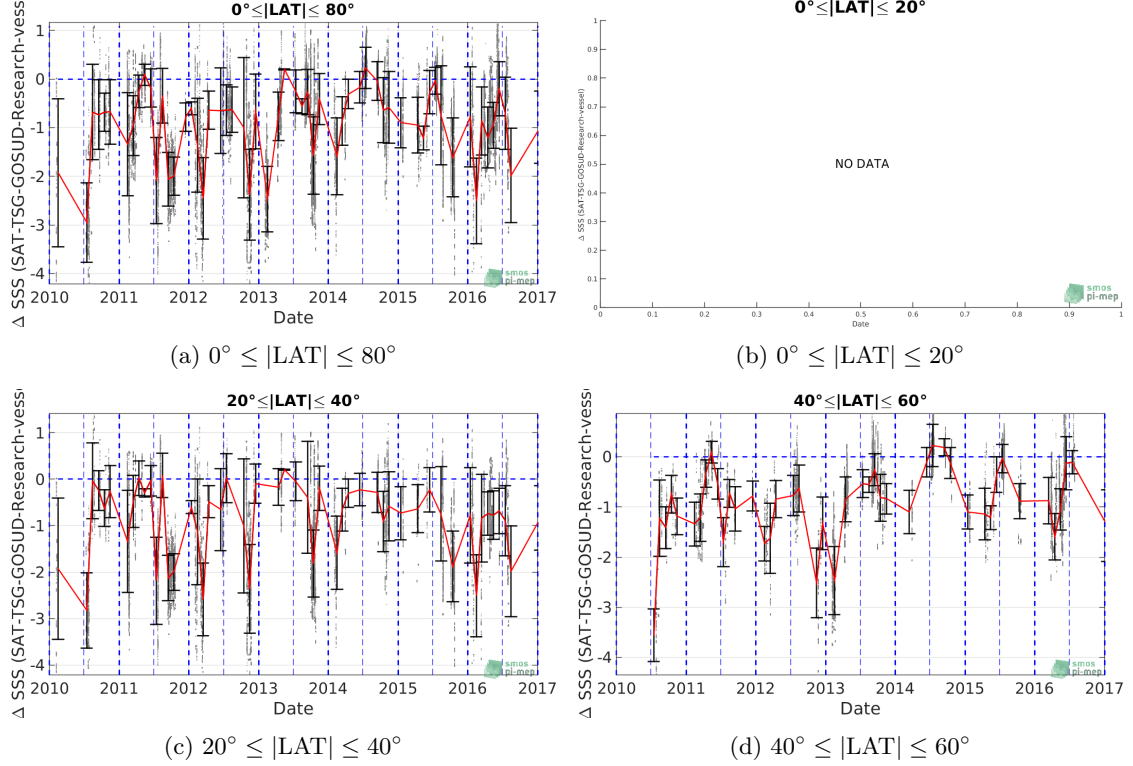 0°≤|LAT|≤ 80°
Δ SSS (SAT-TSG-GOSUD-Research-vess
1
0
-1
-2
-3
-4
2010 2011 2012 2013 2014 2015 2016 2017
Date
smos
pi-mep
(a) 0° ≤ |LAT| ≤ 80°
0°≤|LAT|≤ 20°
Δ SSS (SAT-TSG-GOSUD-Research-vessel)
1
0.9
0.8
0.7
0.6
0.5
0.4
0.3
0.2
0.1
0
NO DATA
0 0.1 0.2 0.3 0.4 0.5 0.6 0.7 0.8 0.9 1
Date
smos
pi-mep
(b) 0° ≤ |LAT| ≤ 20°
20°≤|LAT|≤ 40°
Δ SSS (SAT-TSG-GOSUD-Research-vesse
1
0
-1
-2
-3
-4
2010 2011 2012 2013 2014 2015 2016 2017
Date
smos
pi-mep
(c) 20° ≤ |LAT| ≤ 40°
40°≤|LAT|≤ 60°
Δ SSS (SAT-TSG-GOSUD-Research-vesse
0
-1
-2
-3
-4
2010 2011 2012 2013 2014 2015 2016 2017
Date
smos
pi-mep
(d) 40° ≤ |LAT| ≤ 60°